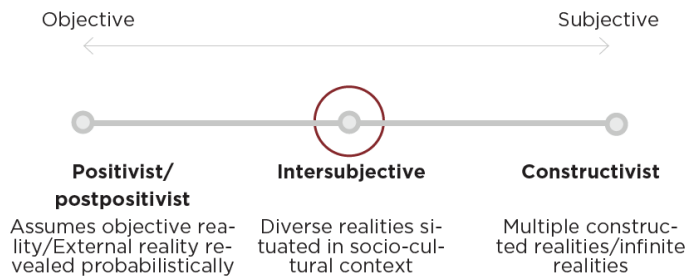 Objective
Subjective
Positivist/
postpositivist
Assumes objective rea-
lity/External reality re-
vealed probabilistically
Intersubjective
Diverse realities si-
tuated in socio-cul-
tural context
Constructivist
Multiple construc-
ted realities/infinite
realities